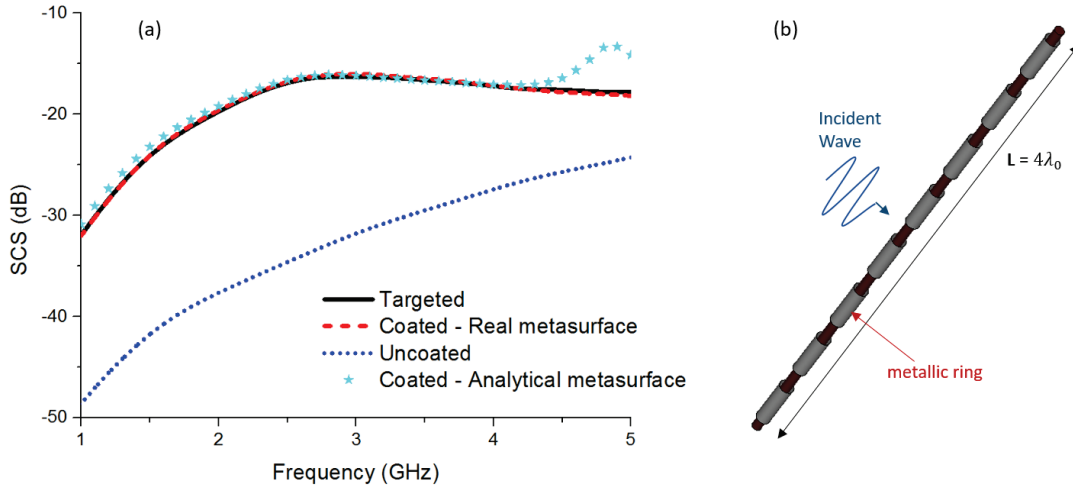 (a)
SCS (dB)
-10
-20
-30
-40
-50
1
2
3
4
5
Frequency (GHz)
Targeted
Coated - Real metasurface
Uncoated
Coated - Analytical metasurface
(b)
Incident
Wave
L = 4λ₀
metallic ring